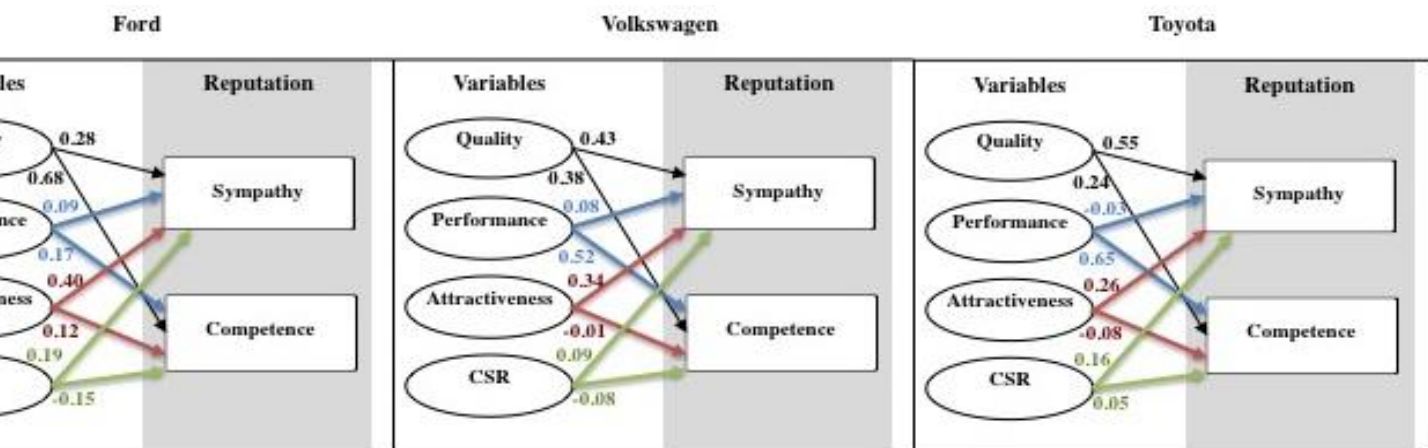 Ford
les
Reputation
0.28
0.68
Sympathy
0.09
nce
0.17
0.40
ness
0.12
Competence
0.19
-0.15
Volkswagen
Variables
Reputation
Quality
0.43
0.38
Sympathy
0.08
Performance
0.52
0.34
Attractiveness
-0.01
Competence
0.09
CSR
-0.08
Toyota
Variables
Reputation
Quality
0.55
0.24
Sympathy
-0.03
Performance
0.65
0.26
Attractiveness
-0.08
Competence
0.16
CSR
0.05